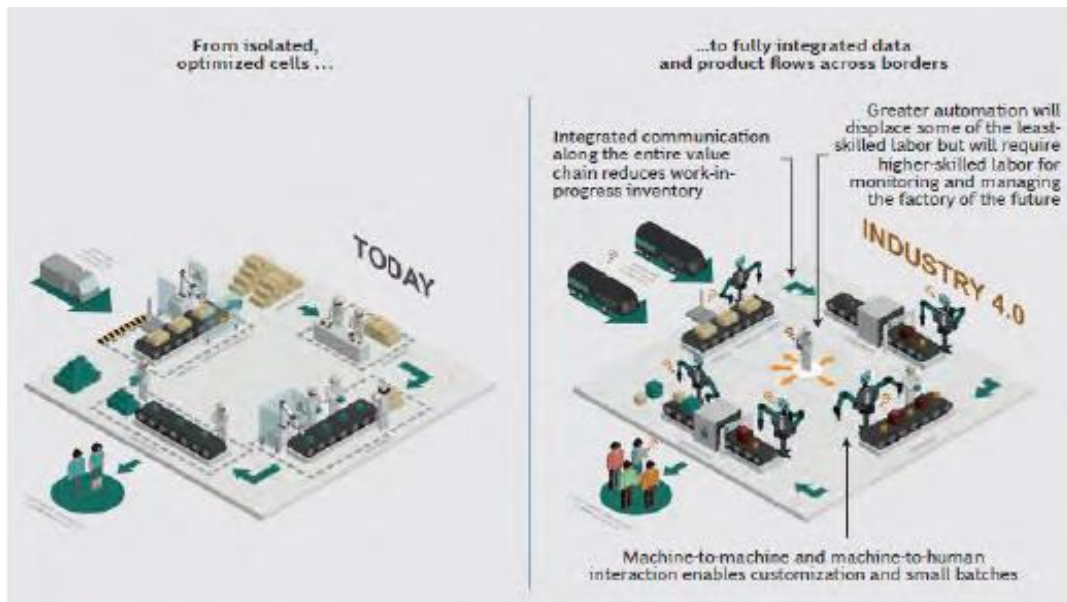 From isolated,
optimized cells ...
...to fully integrated data
and product flows across borders
Integrated communication
along the entire value
chain reduces work-in-
progress inventory
Greater automation will
displace some of the least-
skilled labor but will require
higher-skilled labor for
monitoring and managing
the factory of the future
TODAY
INDUSTRY 4.0
Machine-to-machine and machine-to-human
interaction enables customization and small batches